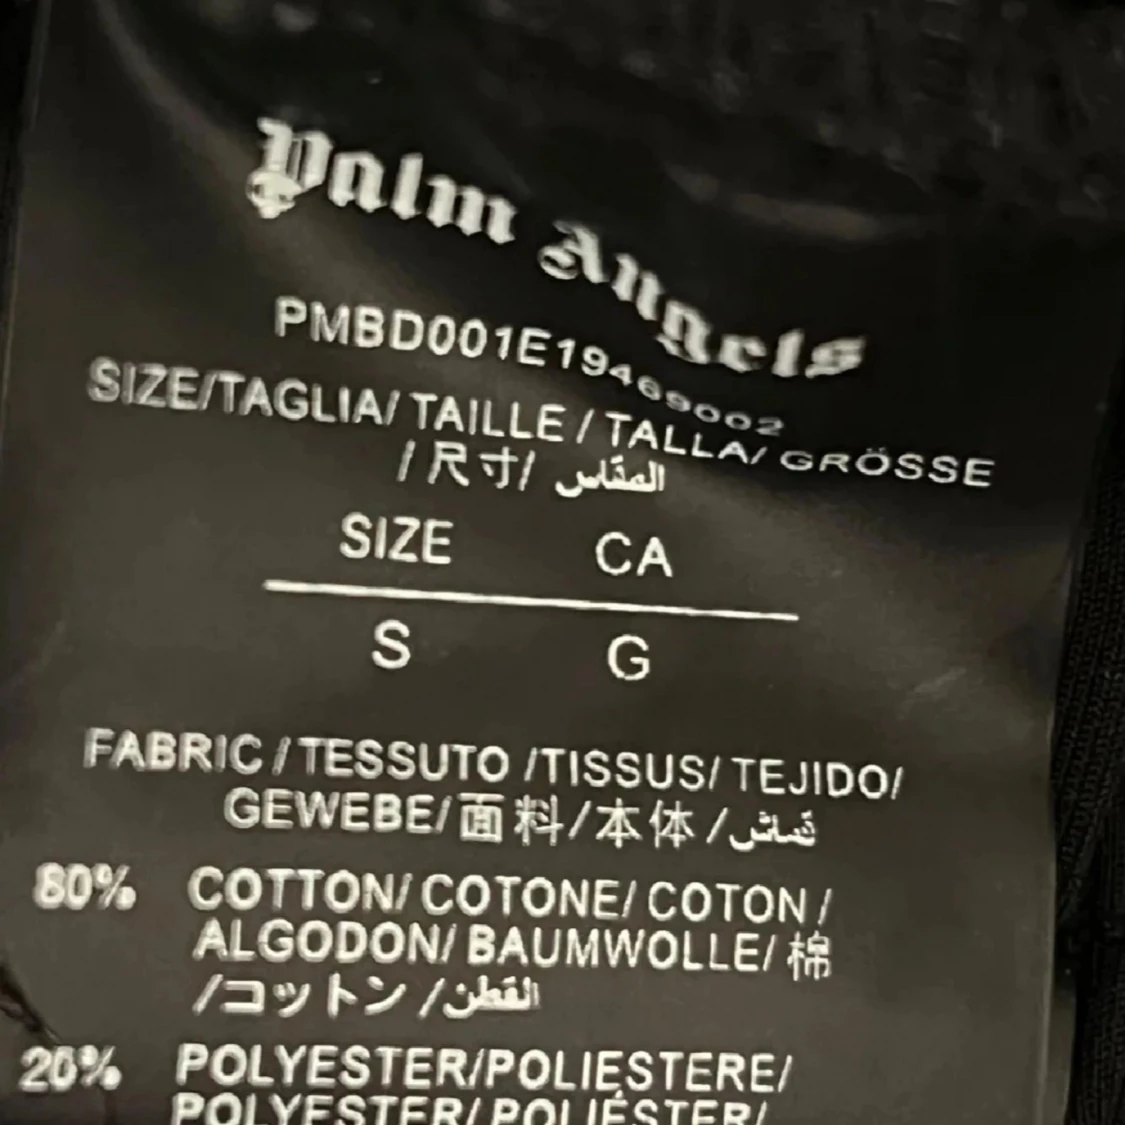 Palm Angels
PMBD001E19469002
SIZE/TAGLIA/ TAILLE / TALLA/ GRÖSSE
/ 尺寸/ المقاس
SIZE CA
S G
FABRIC / TESSUTO /TISSUS/ TEJIDO/
GEWEBE/ 面料/本体 / قماش
80% COTTON/ COTONE/ COTON /
ALGODON/ BAUMWOLLE/ 棉
/コットン / القطن
20% POLYESTER/POLIESTERE/
POLYESTER/ POLIÉSTER/